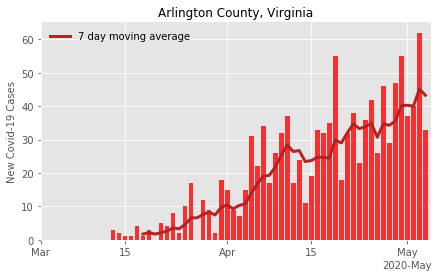 Arlington County, Virginia
7 day moving average
New Covid-19 Cases
60
50
40
30
20
10
0
Mar
15
Apr
15
May
2020-May